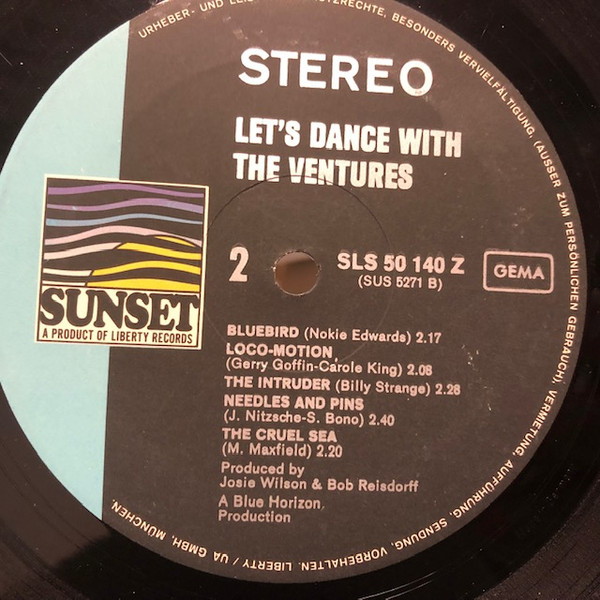 URHEBER- UND LEIS
TZRECHTE, BESONDERS VERVIELFÄLTIGUNG, (AUSSER ZUM PERSÖNLICHEN GEBRAUCH), VERMIETUNG, AUFFÜHRUNG, SENDUNG, VORBEHALTEN. LIBERTY / UA GMBH, MÜNCHEN.
STEREO
LET'S DANCE WITH
THE VENTURES
SUNSET
A PRODUCT OF LIBERTY RECORDS
2
SLS 50 140 Z
(SUS 5271 B)
GEMA
BLUEBIRD (Nokie Edwards) 2.17
LOCO-MOTION
(Gerry Goffin-Carole King) 2.08
THE INTRUDER (Billy Strange) 2.28
NEEDLES AND PINS
(J. Nitzsche-S. Bono) 2.40
THE CRUEL SEA
(M. Maxfield) 2.20
Produced by
Josie Wilson & Bob Reisdorff
A Blue Horizon
Production